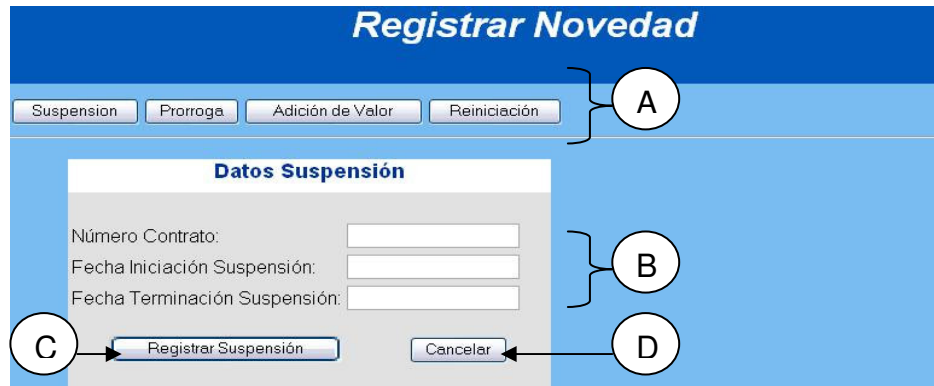 Registrar Novedad
Suspension Prorroga Adición de Valor Reiniciación A
Datos Suspensión
Número Contrato:
Fecha Iniciación Suspensión: B
Fecha Terminación Suspensión:
C Registrar Suspensión Cancelar D